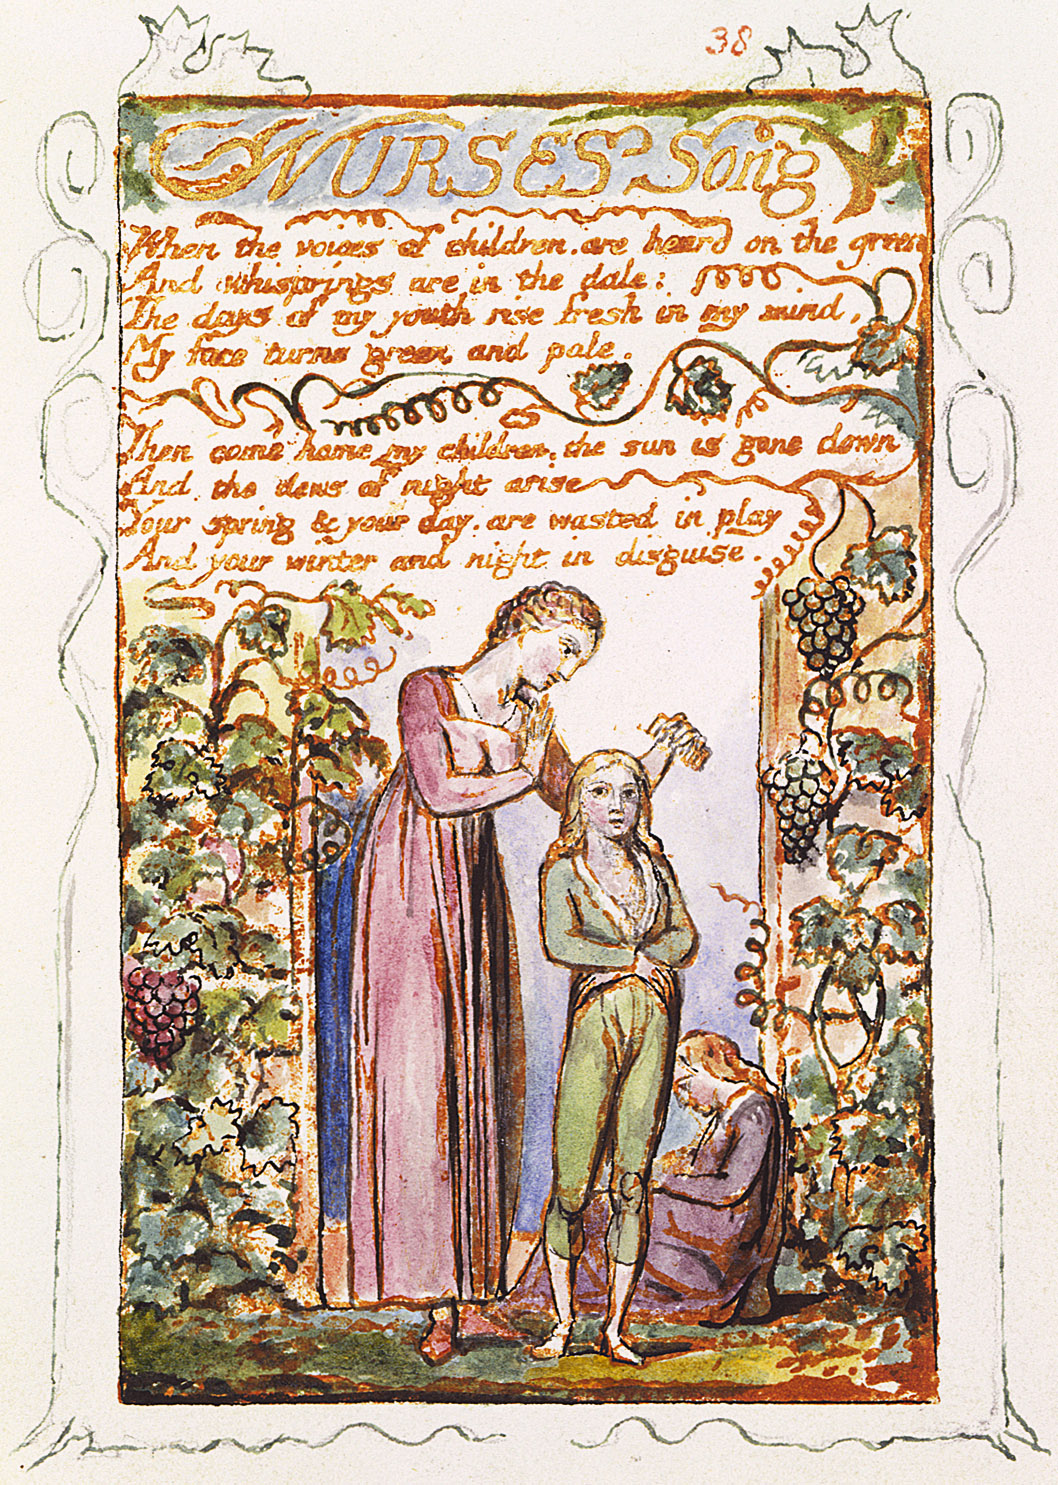 38
NURSES Song
When the voices of children. are heard on the green
And whisprings are in the dale:
The days of my youth rise fresh in my mind,
My face turns green and pale.
Then come home my children, the sun is gone down
And the dews of night arise
Your spring & your day. are wasted in play
And your winter and night in disguise.